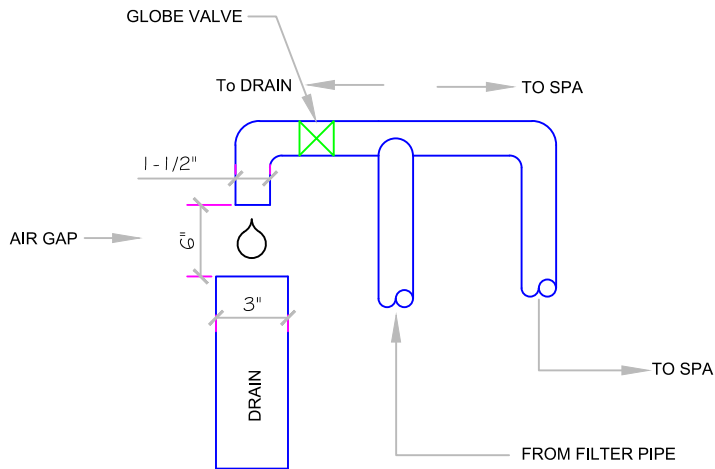 GLOBE VALVE
To DRAIN
TO SPA
1-1/2"
AIR GAP
6"
3"
DRAIN
TO SPA
FROM FILTER PIPE